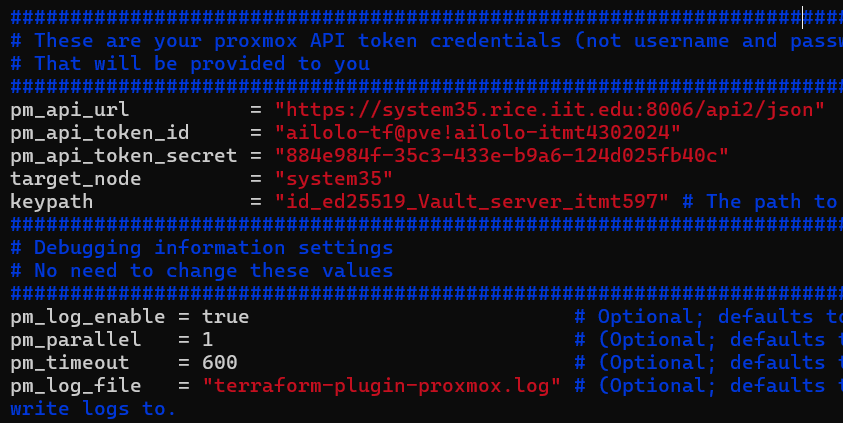 ######################################################################
# These are your proxmox API token credentials (not username and passw
# That will be provided to you
######################################################################
pm_api_url          = "https://system35.rice.iit.edu:8006/api2/json"
pm_api_token_id     = "ailolo-tf@pve!ailolo-itmt4302024"
pm_api_token_secret = "884e984f-35c3-433e-b9a6-124d025fb40c"
target_node         = "system35"
keypath             = "id_ed25519_Vault_server_itmt597" # The path to
######################################################################
# Debugging information settings
# No need to change these values
######################################################################
pm_log_enable = true                           # Optional; defaults to
pm_parallel   = 1                              # (Optional; defaults t
pm_timeout    = 600                            # (Optional; defaults t
pm_log_file   = "terraform-plugin-proxmox.log" # (Optional; defaults t
write logs to.